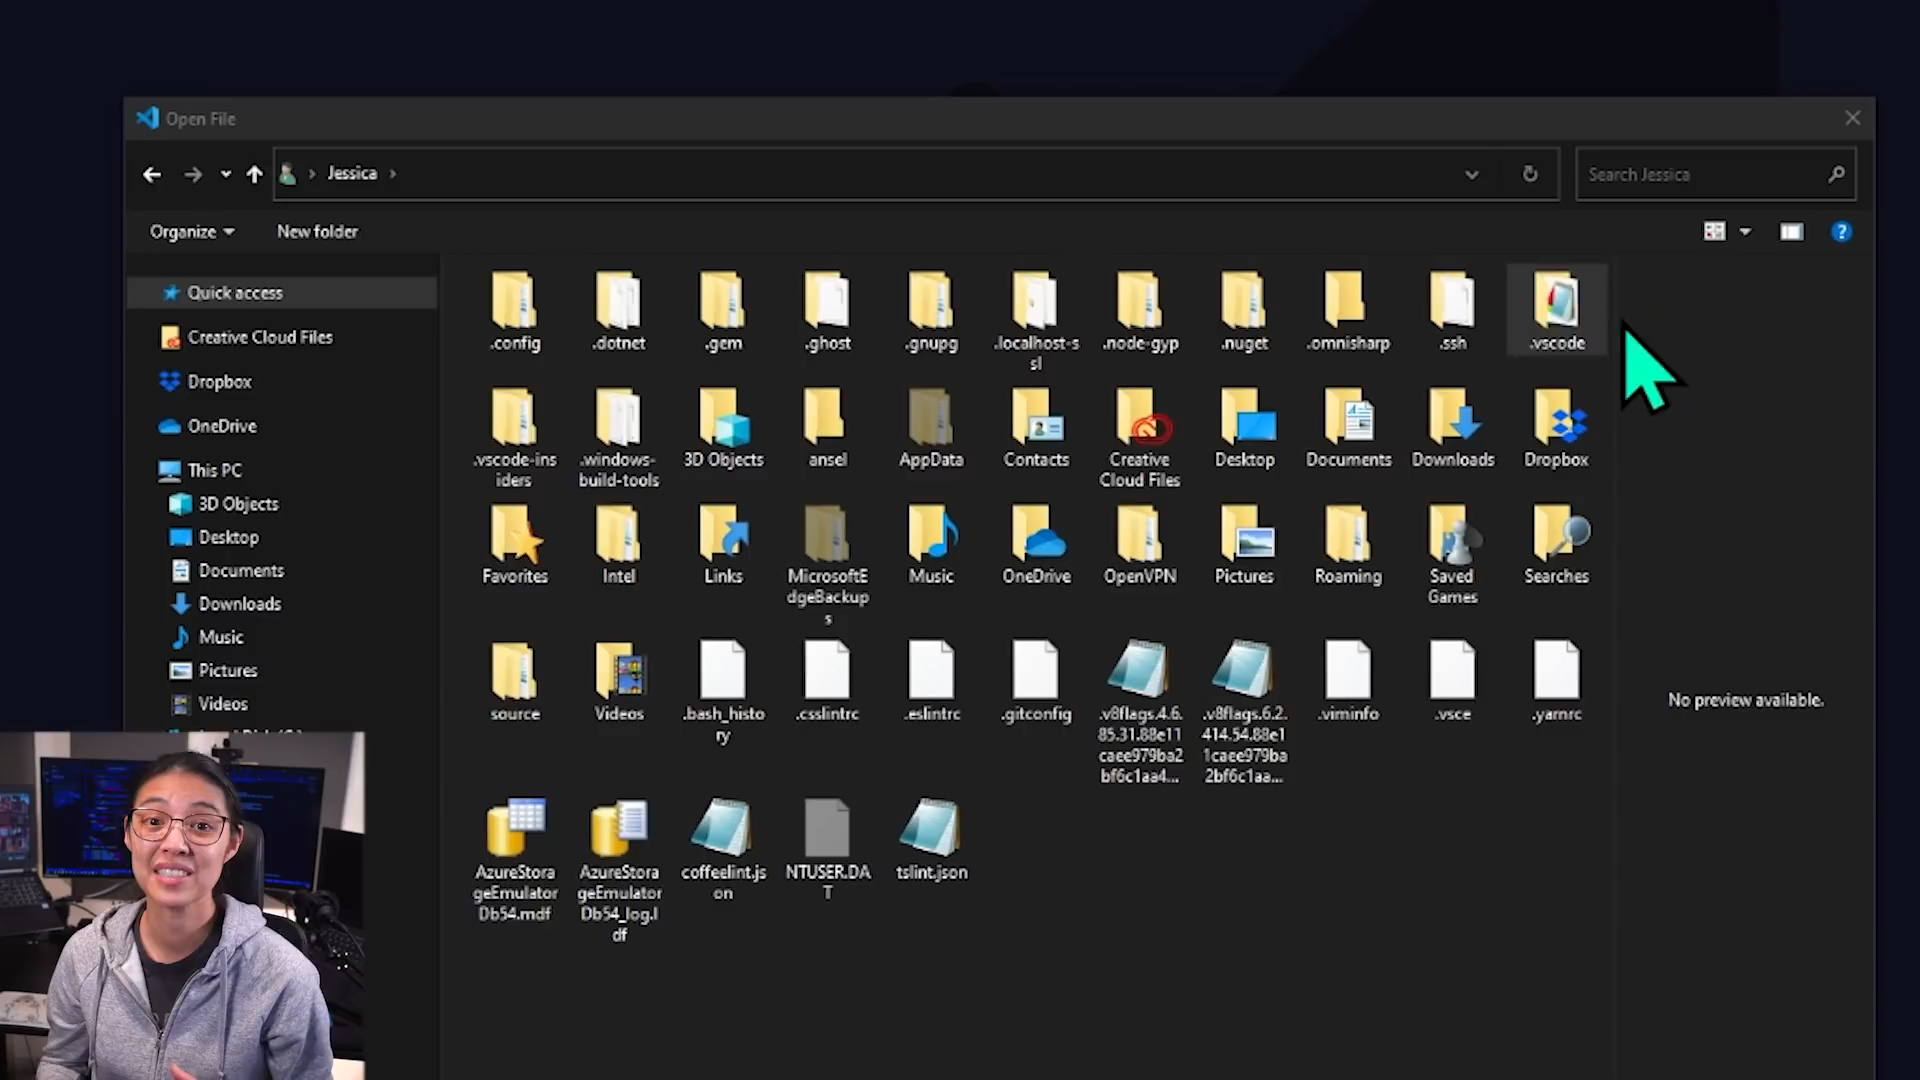 Open File
Jessica
Search Jessica
Organize
New folder
?
Quick access
Creative Cloud Files
Dropbox
OneDrive
This PC
3D Objects
Desktop
Documents
Downloads
Music
Pictures
Videos
.config
.dotnet
.gem
.ghost
.gnupg
.localhost-s
sl
.node-gyp
.nuget
.omnisharp
.ssh
.vscode
.vscode-ins
iders
.windows-
build-tools
3D Objects
ansel
AppData
Contacts
Creative
Cloud Files
Desktop
Documents
Downloads
Dropbox
Favorites
Intel
Links
MicrosoftE
dgeBackup
s
Music
OneDrive
OpenVPN
Pictures
Roaming
Saved
Games
Searches
source
Videos
.bash_histo
ry
.csslintrc
.eslintrc
.gitconfig
.v8flags.4.6.
85.31.88e11
caee979ba2
bf6c1aa4...
.v8flags.6.2.
414.54.88e1
1caee979ba
2bf6c1aa...
.viminfo
.vsce
.yarnrc
No preview available.
AzureStora
geEmulator
Db54.mdf
AzureStora
geEmulator
Db54_log.l
df
coffeelint.js
on
NTUSER.DA
T
tslint.json